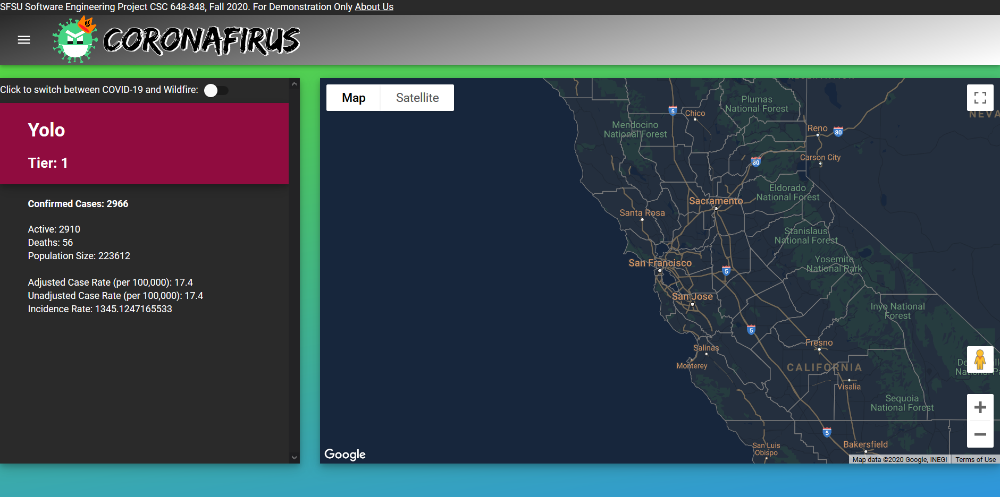 SFSU Software Engineering Project CSC 648-848, Fall 2020. For Demonstration Only About Us
CORONAFIRUS
Click to switch between COVID-19 and Wildfire:
Yolo
Tier: 1
Confirmed Cases: 2966
Active: 2910
Deaths: 56
Population Size: 223612
Adjusted Case Rate (per 100,000): 17.4
Unadjusted Case Rate (per 100,000): 17.4
Incidence Rate: 1345.1247165533
Map
Satellite
Plumas
National Forest
5
Chico
NEVA
Mendocino
National Forest
Reno
80
Carson City
80
Eldorado
National Forest
Sacramento
Santa Rosa
Stanislaus
National Forest
San Francisco
Yosemite
National Park
5
San Jose
Inyo National
Forest
5
Fresno
Salinas
Monterey
CALIFORNIA
Visalia
Sequoia
National Forest
5
San Luis
Obispo
Bakersfield
Google
Map data ©2020 Google, INEGI
Terms of Use